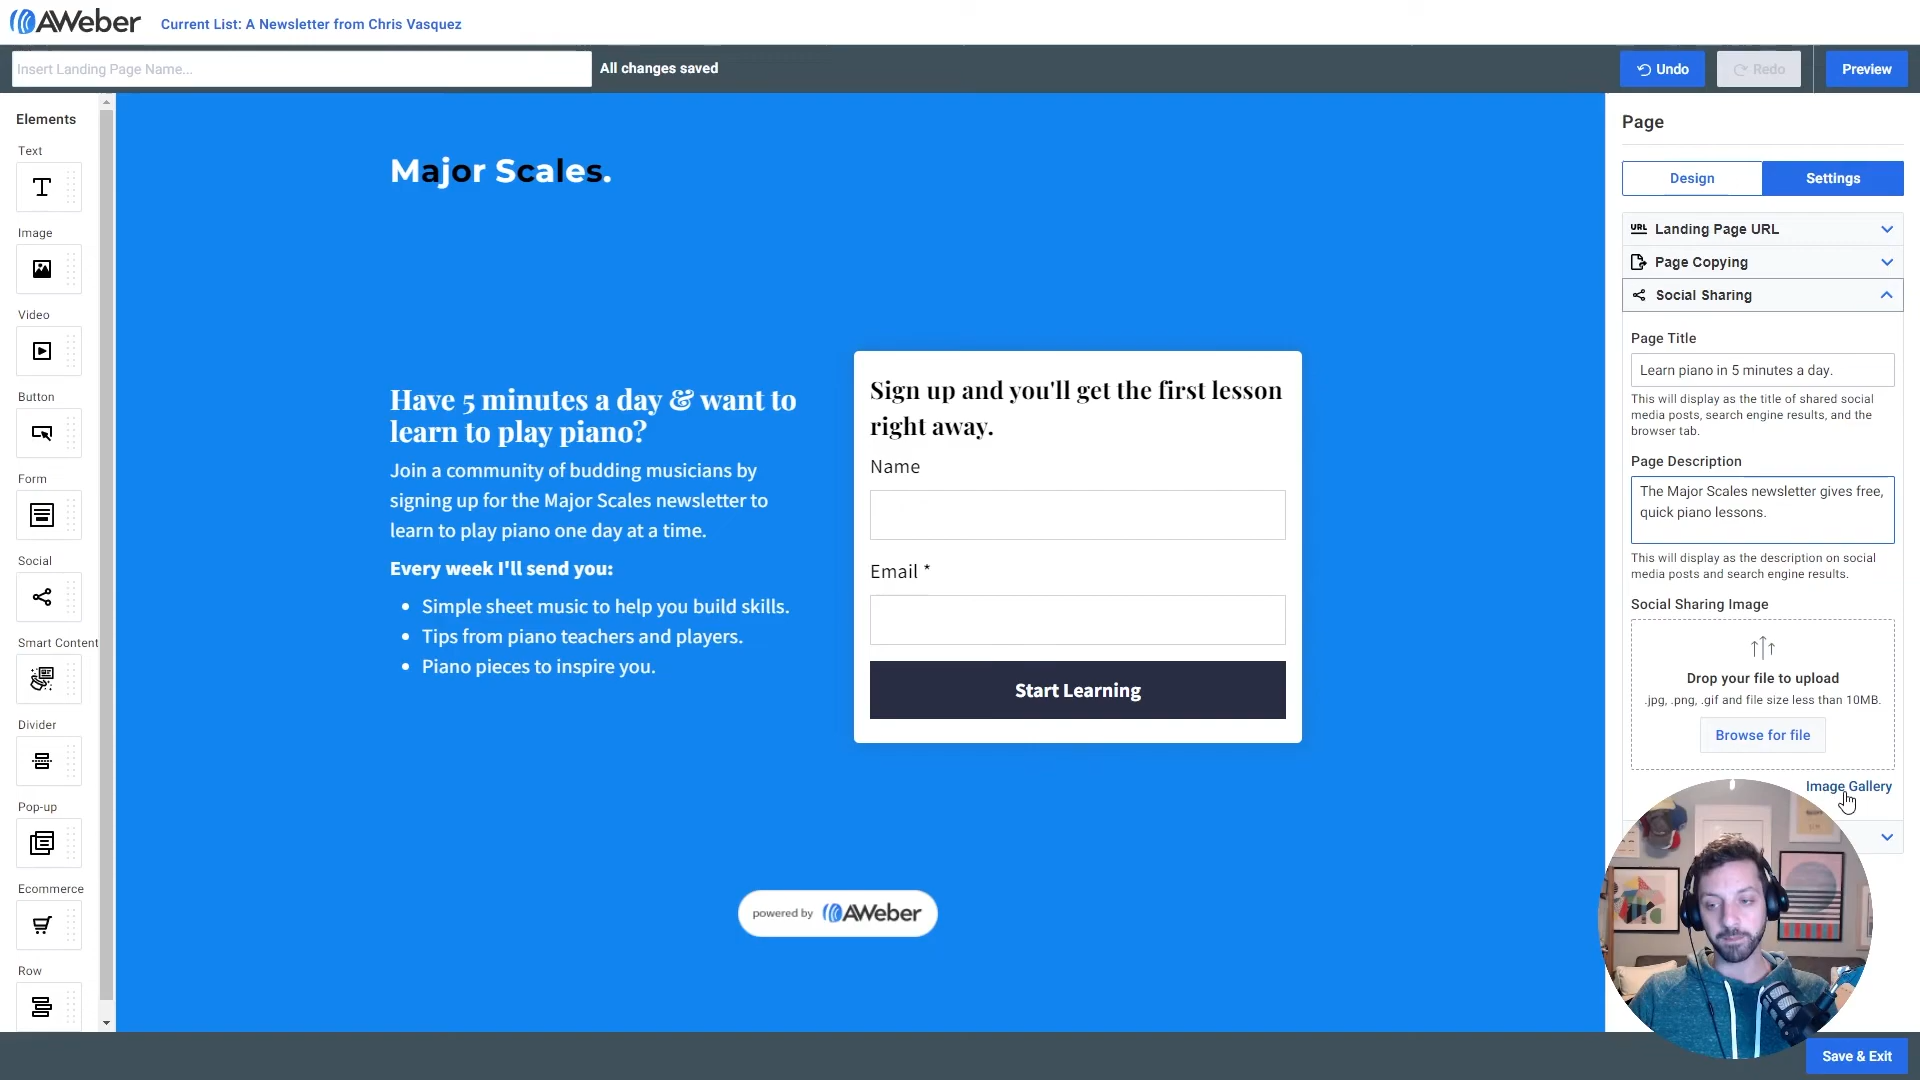 AWeber
Current List: A Newsletter from Chris Vasquez
Insert Landing Page Name...
All changes saved
Undo
Redo
Preview
Elements
Text
Image
Video
Button
Form
Social
Smart Content
Divider
Pop-up
Ecommerce
Row
Major Scales.
Have 5 minutes a day & want to
learn to play piano?
Join a community of budding musicians by
signing up for the Major Scales newsletter to
learn to play piano one day at a time.
Every week I'll send you:
• Simple sheet music to help you build skills.
• Tips from piano teachers and players.
• Piano pieces to inspire you.
Sign up and you'll get the first lesson
right away.
Name
Email *
Start Learning
powered by AWeber
Page
Design
Settings
URL Landing Page URL
Page Copying
Social Sharing
Page Title
Learn piano in 5 minutes a day.
This will display as the title of shared social
media posts, search engine results, and the
browser tab.
Page Description
The Major Scales newsletter gives free,
quick piano lessons.
This will display as the description on social
media posts and search engine results.
Social Sharing Image
Drop your file to upload
.jpg, .png, .gif and file size less than 10MB.
Browse for file
Image Gallery
Save & Exit